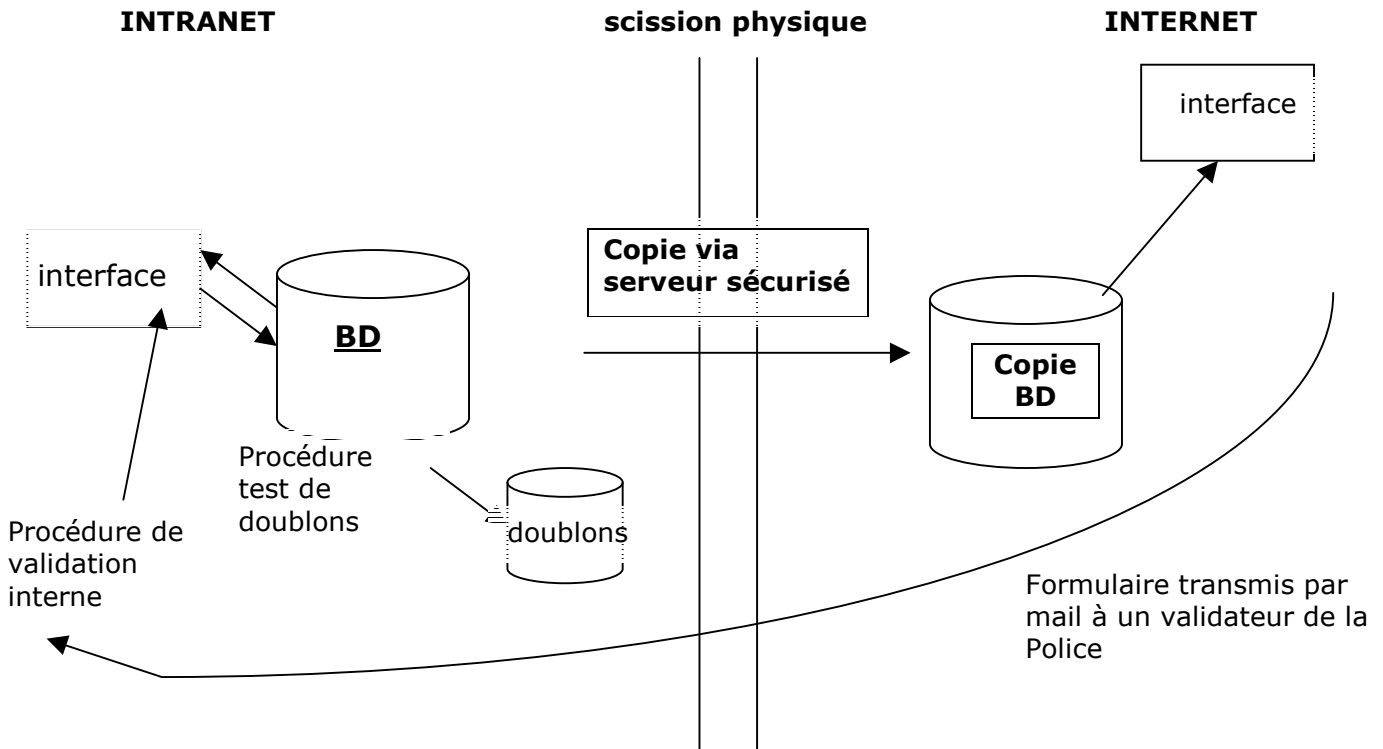 INTRANET
scission physique
INTERNET
interface
interface
Copie via
serveur sécurisé
BD
Copie
BD
Procédure
test de
doublons
doublons
Procédure de
validation
interne
Formulaire transmis par
mail à un validateur de la
Police